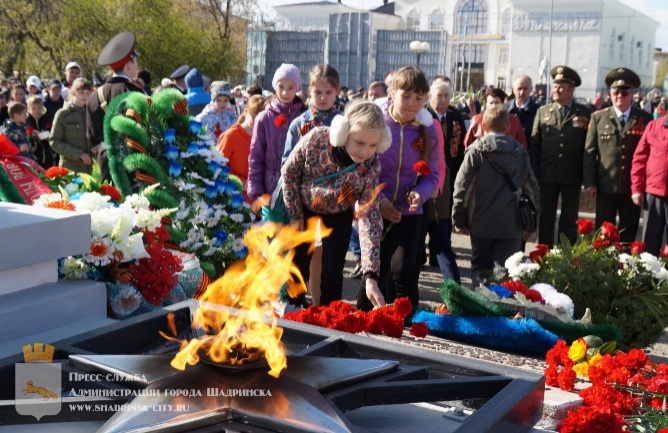 Пресс-служба
Администрации города Шадринска
www.shadrinsk-city.ru